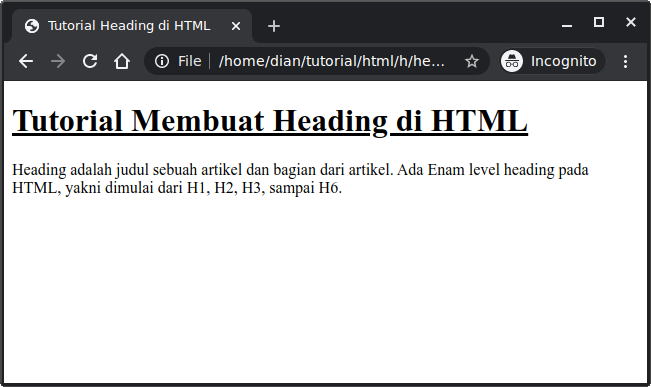 Tutorial Heading di HTML
File | /home/dian/tutorial/html/h/he... Incognito
Tutorial Membuat Heading di HTML
Heading adalah judul sebuah artikel dan bagian dari artikel. Ada Enam level heading pada
HTML, yakni dimulai dari H1, H2, H3, sampai H6.